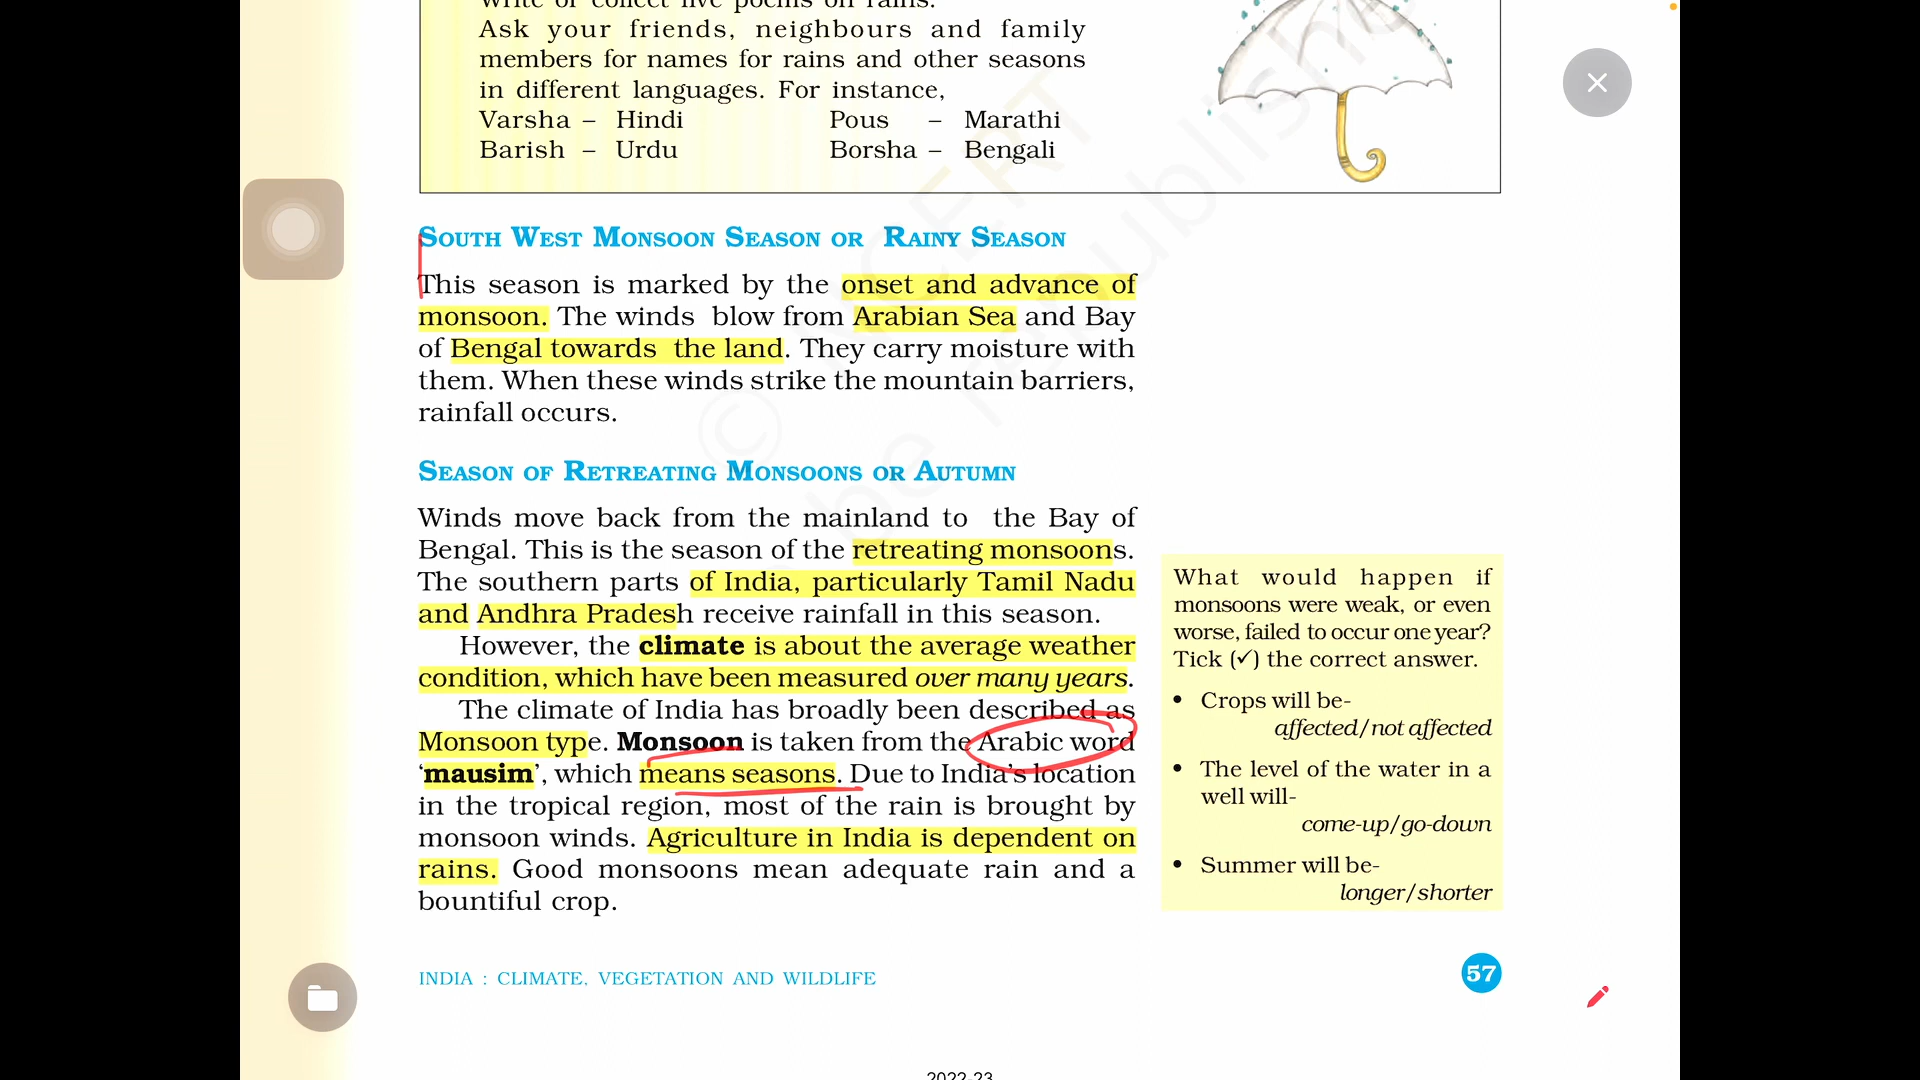 Write or collect five poems on rains.
Ask your friends, neighbours and family
members for names for rains and other seasons
in different languages. For instance,
Varsha – Hindi Pous – Marathi
Barish – Urdu Borsha – Bengali
SOUTH WEST MONSOON SEASON OR RAINY SEASON
This season is marked by the onset and advance of
monsoon. The winds blow from Arabian Sea and Bay
of Bengal towards the land. They carry moisture with
them. When these winds strike the mountain barriers,
rainfall occurs.
SEASON OF RETREATING MONSOONS OR AUTUMN
Winds move back from the mainland to the Bay of
Bengal. This is the season of the retreating monsoons.
The southern parts of India, particularly Tamil Nadu
and Andhra Pradesh receive rainfall in this season.
However, the climate is about the average weather
condition, which have been measured over many years.
The climate of India has broadly been described as
Monsoon type. Monsoon is taken from the Arabic word
‘mausim’, which means seasons. Due to India’s location
in the tropical region, most of the rain is brought by
monsoon winds. Agriculture in India is dependent on
rains. Good monsoons mean adequate rain and a
bountiful crop.
What would happen if
monsoons were weak, or even
worse, failed to occur one year?
Tick (✓) the correct answer.
• Crops will be-
affected/not affected
• The level of the water in a
well will-
come-up/go-down
• Summer will be-
longer/shorter
INDIA : CLIMATE, VEGETATION AND WILDLIFE
57
2022-23